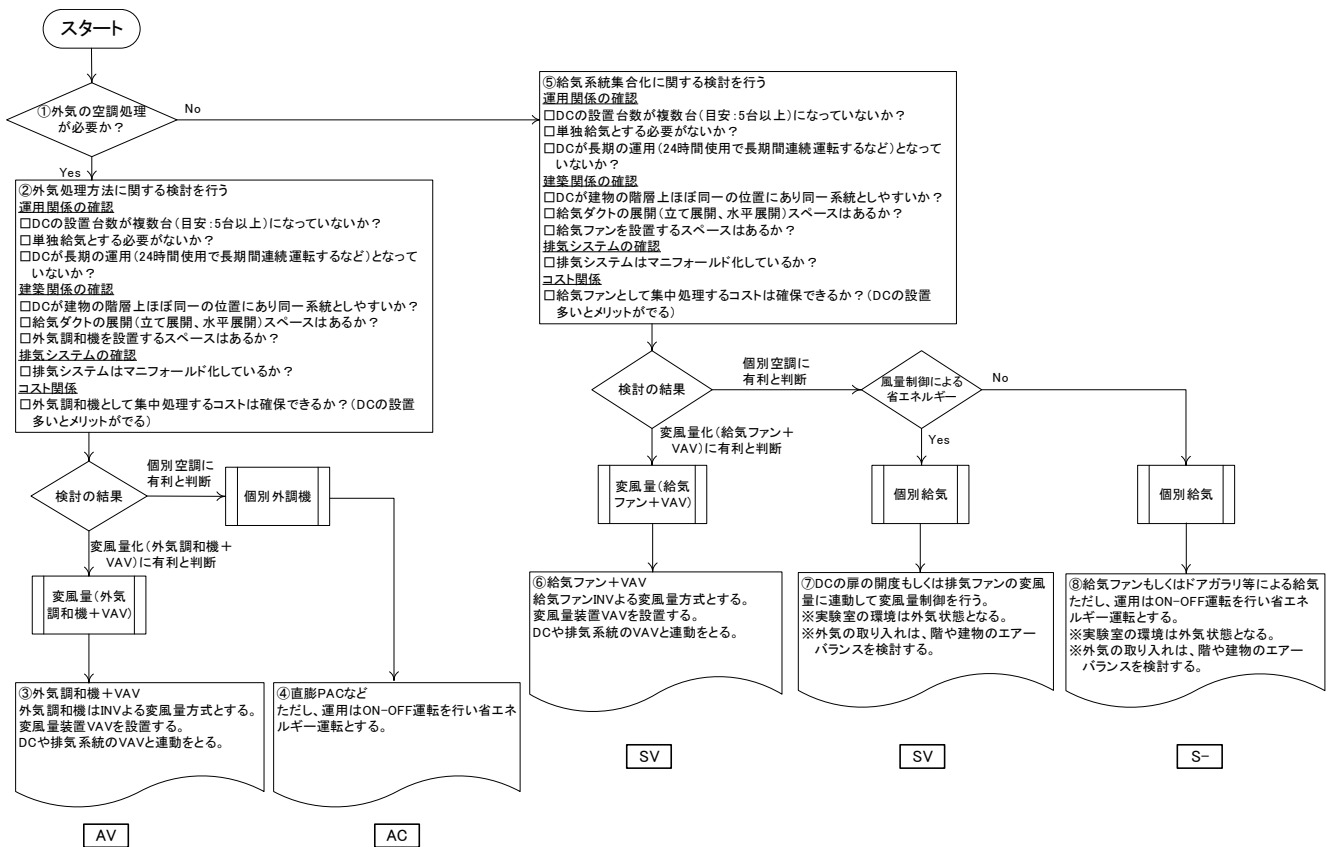 スタート
①外気の空調処理
が必要か？
No
Yes
②外気処理方法に関する検討を行う
運用関係の確認
□DCの設置台数が複数台（目安：5台以上）になっていないか？
□単独給気とする必要がないか？
□DCが長期の運用（24時間使用で長期間連続運転するなど）となって
いないか？
建築関係の確認
□DCが建物の階層上ほぼ同一の位置にあり同一系統としやすいか？
□給気ダクトの展開（立て展開、水平展開）スペースはあるか？
□外気調和機を設置するスペースはあるか？
排気システムの確認
□排気システムはマニフォールド化しているか？
コスト関係
□外気調和機として集中処理するコストは確保できるか？（DCの設置
多いとメリットがでる）
検討の結果
個別空調に
有利と判断
個別外調機
変風量化（外気調和機＋
VAV）に有利と判断
変風量（外気
調和機＋VAV）
③外気調和機＋VAV
外気調和機はINVよる変風量方式とする。
変風量装置VAVを設置する。
DCや排気系統のVAVと連動をとる。
AV
④直膨PACなど
ただし、運用はON-OFF運転を行い省エネ
ルギー運転とする。
AC
⑤給気系統集合化に関する検討を行う
運用関係の確認
□DCの設置台数が複数台（目安：5台以上）になっていないか？
□単独給気とする必要がないか？
□DCが長期の運用（24時間使用で長期間連続運転するなど）となって
いないか？
建築関係の確認
□DCが建物の階層上ほぼ同一の位置にあり同一系統としやすいか？
□給気ダクトの展開（立て展開、水平展開）スペースはあるか？
□給気ファンを設置するスペースはあるか？
排気システムの確認
□排気システムはマニフォールド化しているか？
コスト関係
□給気ファンとして集中処理するコストは確保できるか？（DCの設置
多いとメリットがでる）
検討の結果
個別空調に
有利と判断
風量制御による
省エネルギー
No
Yes
変風量化（給気ファン＋
VAV）に有利と判断
変風量（給気
ファン＋VAV）
個別給気
個別給気
⑥給気ファン＋VAV
給気ファンINVよる変風量方式とする。
変風量装置VAVを設置する。
DCや排気系統のVAVと連動をとる。
SV
⑦DCの扉の開度もしくは排気ファンの変風
量に連動して変風量制御を行う。
※実験室の環境は外気状態となる。
※外気の取り入れは、階や建物のエアー
バランスを検討する。
SV
⑧給気ファンもしくはドアガラリ等による給気
ただし、運用はON-OFF運転を行い省エネ
ルギー運転とする。
※実験室の環境は外気状態となる。
※外気の取り入れは、階や建物のエアー
バランスを検討する。
S-